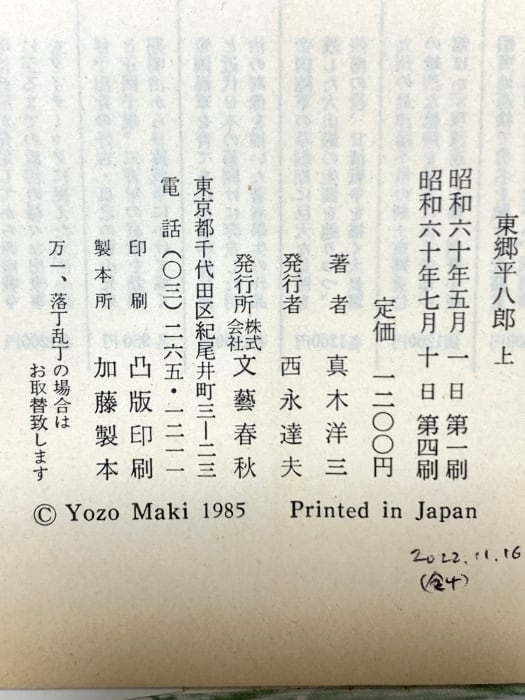 東郷平八郎 上
昭和六十年五月 一 日 第一刷
昭和六十年七月 十 日 第四刷
定価 一二〇〇円
著 者 真木洋三
発行者 西永達夫
発行所 株式会社 文藝春秋
東京都千代田区紀尾井町三―二三
電 話(〇三)二六五・一二一一
印 刷 凸版印刷
製本所 加藤製本
万一、落丁乱丁の場合は
お取替致します
© Yozo Maki 1985 Printed in Japan
2022.11.16